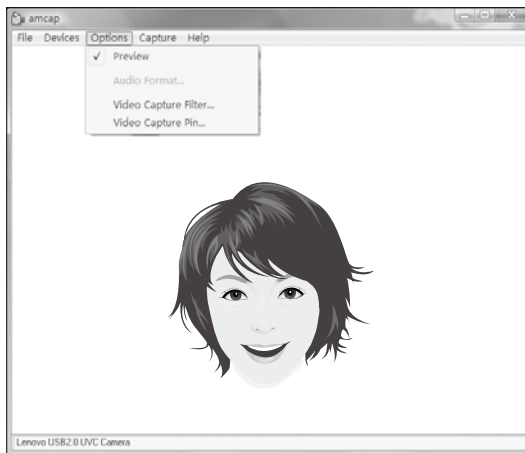 amcap
File Devices Options Capture Help
Preview
Audio Format...
Video Capture Filter...
Video Capture Pin...
Lenovo USB2.0 UVC Camera